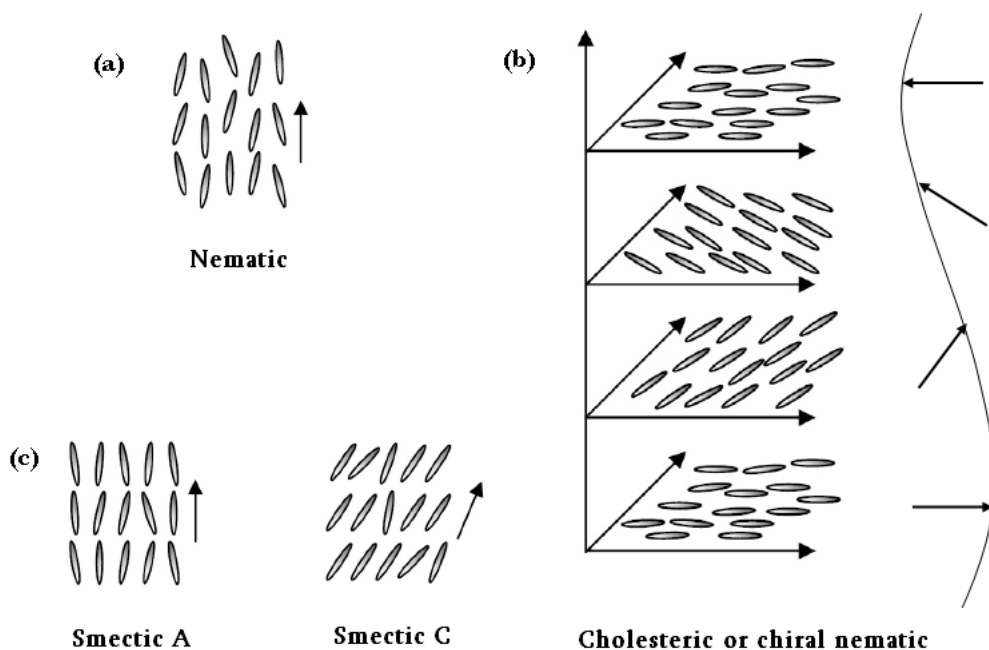 (a)
Nematic
(b)
Cholesteric or chiral nematic
(c)
Smectic A
Smectic C